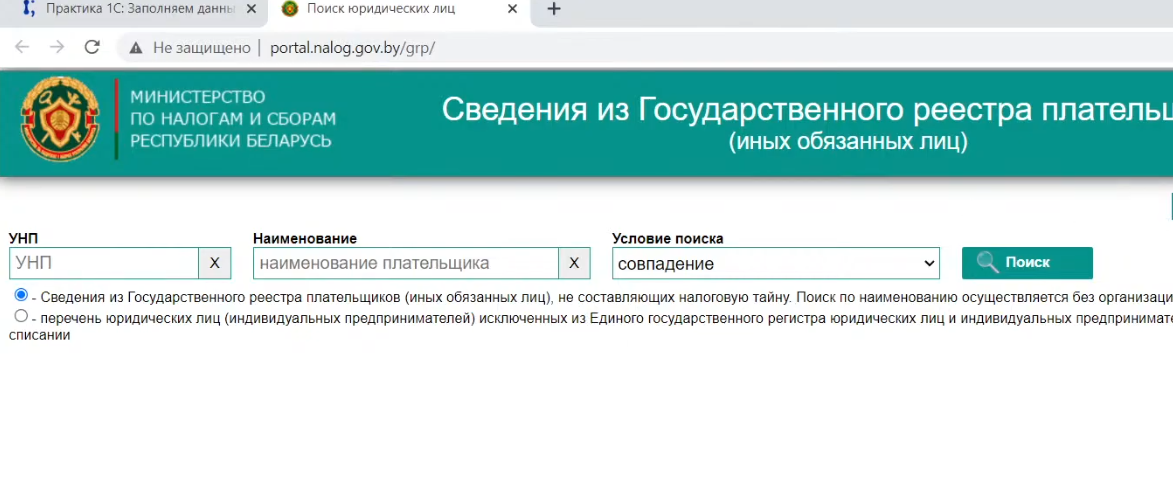 Практика 1С: Заполняем данны
Поиск юридических лиц
Не защищено | portal.nalog.gov.by/grp/
МИНИСТЕРСТВО
ПО НАЛОГАМ И СБОРАМ
РЕСПУБЛИКИ БЕЛАРУСЬ
Сведения из Государственного реестра плательщ
(иных обязанных лиц)
УНП
Наименование
Условие поиска
УНП X
наименование плательщика X
совпадение
Поиск
- Сведения из Государственного реестра плательщиков (иных обязанных лиц), не составляющих налоговую тайну. Поиск по наименованию осуществляется без организаци
- перечень юридических лиц (индивидуальных предпринимателей) исключенных из Единого государственного регистра юридических лиц и индивидуальных предпринимате
списании